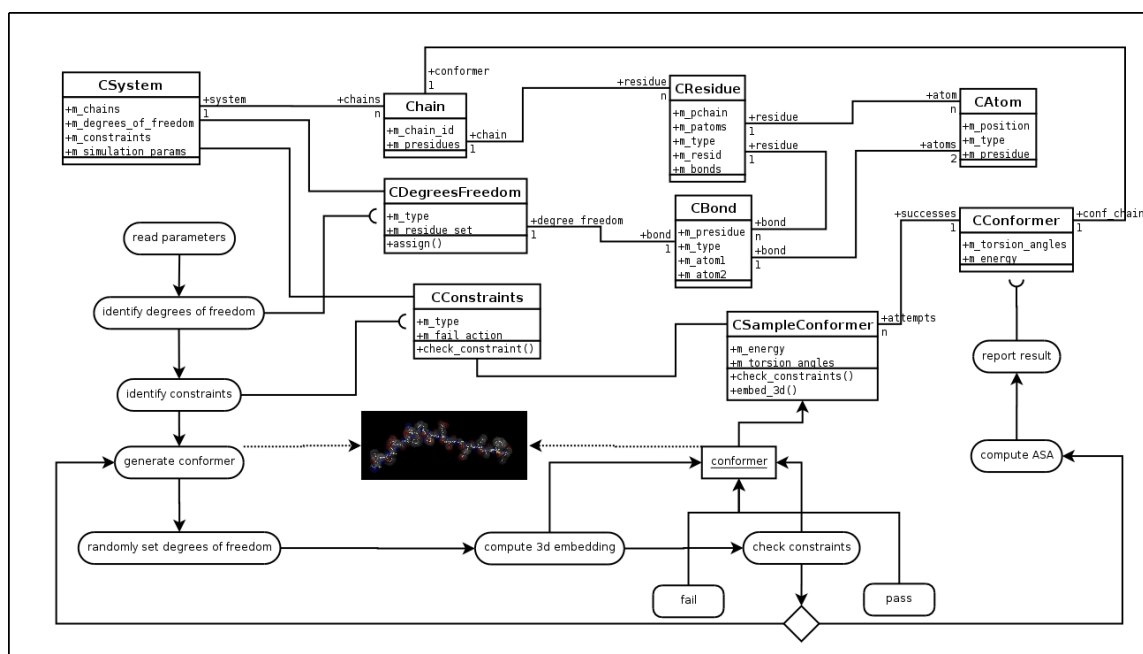 +conformer
1
CSystem
+m_chains
+m_degrees_of_freedom
+m_constraints
+m_simulation_params
+system
1
+chains
n
Chain
+m_chain_id
+m_presidues
+chain
1
+residue
n
CResidue
+m_pchain
+m_patoms
+m_type
+m_resid
+m_bonds
+residue
1
+residue
1
+atom
n
+atoms
2
CAtom
+m_position
+m_type
+m_presidue
CDegreesFreedom
+m_type
+m_residue_set
+assign()
+degree_freedom
1
+bond
1
CBond
+m_presidue
+m_type
+m_atom1
+m_atom2
+bond
n
+bond
1
+successes
1
CConformer
+m_torsion_angles
+m_energy
+conf_chain
1
read parameters
identify degrees of freedom
CConstraints
+m_type
+m_fail_action
+check_constraint()
CSampleConformer
+m_energy
+m_torsion_angles
+check_constraints()
+embed_3d()
+attempts
n
report result
identify constraints
generate conformer
conformer
compute ASA
randomly set degrees of freedom
compute 3d embedding
check constraints
fail
pass